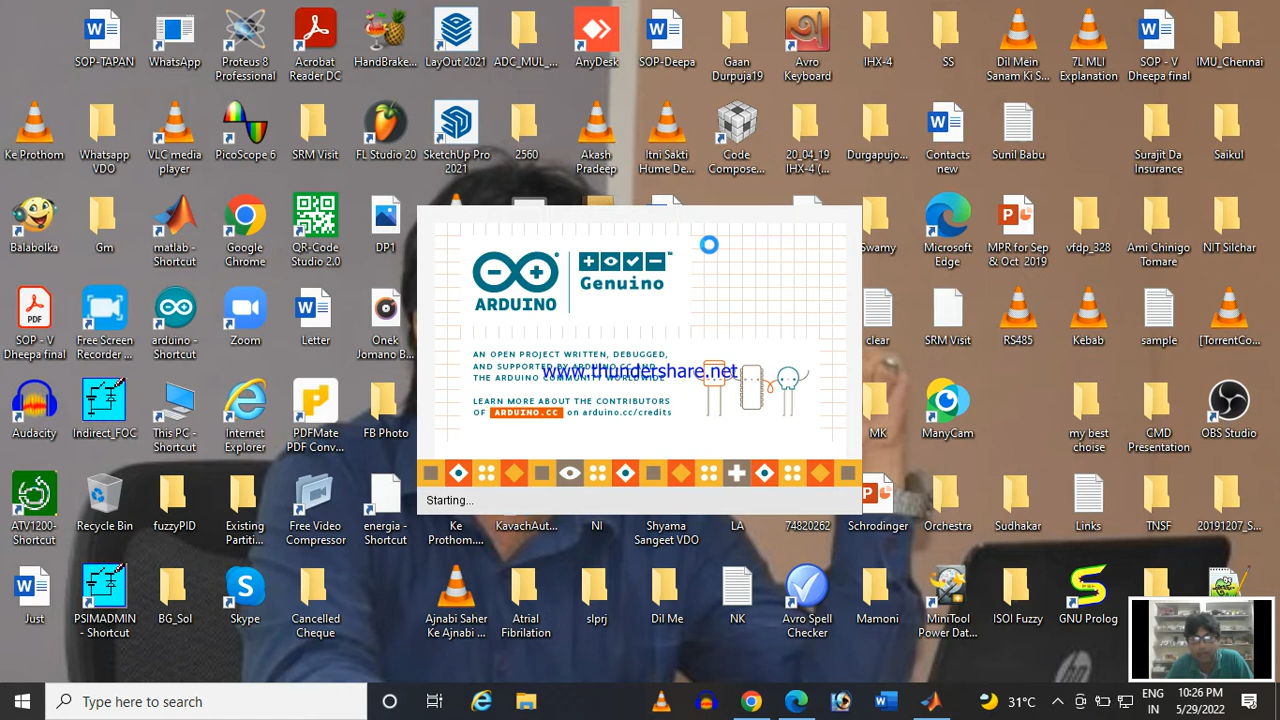 SOP-TAPAN
WhatsApp
Proteus 8
Professional
Acrobat
Reader DC
HandBrake...
LayOut 2021
ADC_MUL_...
AnyDesk
SOP-Deepa
Gaan
Durpuja19
Avro
Keyboard
IHX-4
SS
Dil Mein
Sanam Ki S...
7L MLI
Explanation
SOP - V
Dheepa final
IMU_Chennai
Ke Prothom
Whatsapp
VDO
VLC media
player
PicoScope 6
SRM Visit
FL Studio 20
SketchUp Pro
2021
2560
Akash
Pradeep
Itni Sakti
Hume De...
Code
Compose...
20_04_19
IHX-4 (...
Durgapujo...
Contacts
new
Sunil Babu
Surajit Da
Insurance
Saikul
Balabolka
Gm
matlab -
Shortcut
Google
Chrome
QR-Code
Studio 2.0
DP1
Swamy
Microsoft
Edge
MPR for Sep
& Oct 2019
vfdp_328
Ami Chinigo
Tomare
NIT Silchar
ARDUINO
Genuino
AN OPEN PROJECT WRITTEN, DEBUGGED,
AND SUPPORTED BY ARDUINO.CC AND
THE ARDUINO COMMUNITY WORLDWIDE
www.thundershare.net
LEARN MORE ABOUT THE CONTRIBUTORS
OF ARDUINO.CC on arduino.cc/credits
Starting...
PDF
SOP - V
Dheepa final
Free Screen
Recorder ...
arduino -
Shortcut
zoom
Zoom
Letter
Onek
Jomano B...
clear
SRM Visit
RS485
Kebab
sample
[TorrentCo...
Audacity
Indirect_FOC
This PC -
Shortcut
Internet
Explorer
PDFMate
PDF Conv...
FB Photo
MK
ManyCam
my best
choise
CMD
Presentation
OBS Studio
ATV1200-
Shortcut
Recycle Bin
fuzzyPID
Existing
Partiti...
Free Video
Compressor
energia -
Shortcut
Ke
Prothom....
KavachAut...
NI
Shyama
Sangeet VDO
LA
74820262
Schrodinger
Orchestra
Sudhakar
Links
TNSF
20191207_S...
Just
PSIMADMIN
- Shortcut
BG_Sol
Skype
Cancelled
Cheque
Ajnabi Saher
Ke Ajnabi ...
Atrial
Fibrilation
slprj
Dil Me
NK
Avro Spell
Checker
Mamoni
MiniTool
Power Dat...
ISOI Fuzzy
GNU Prolog
hp
Type here to search
31°C
ENG
IN
10:26 PM
5/29/2022